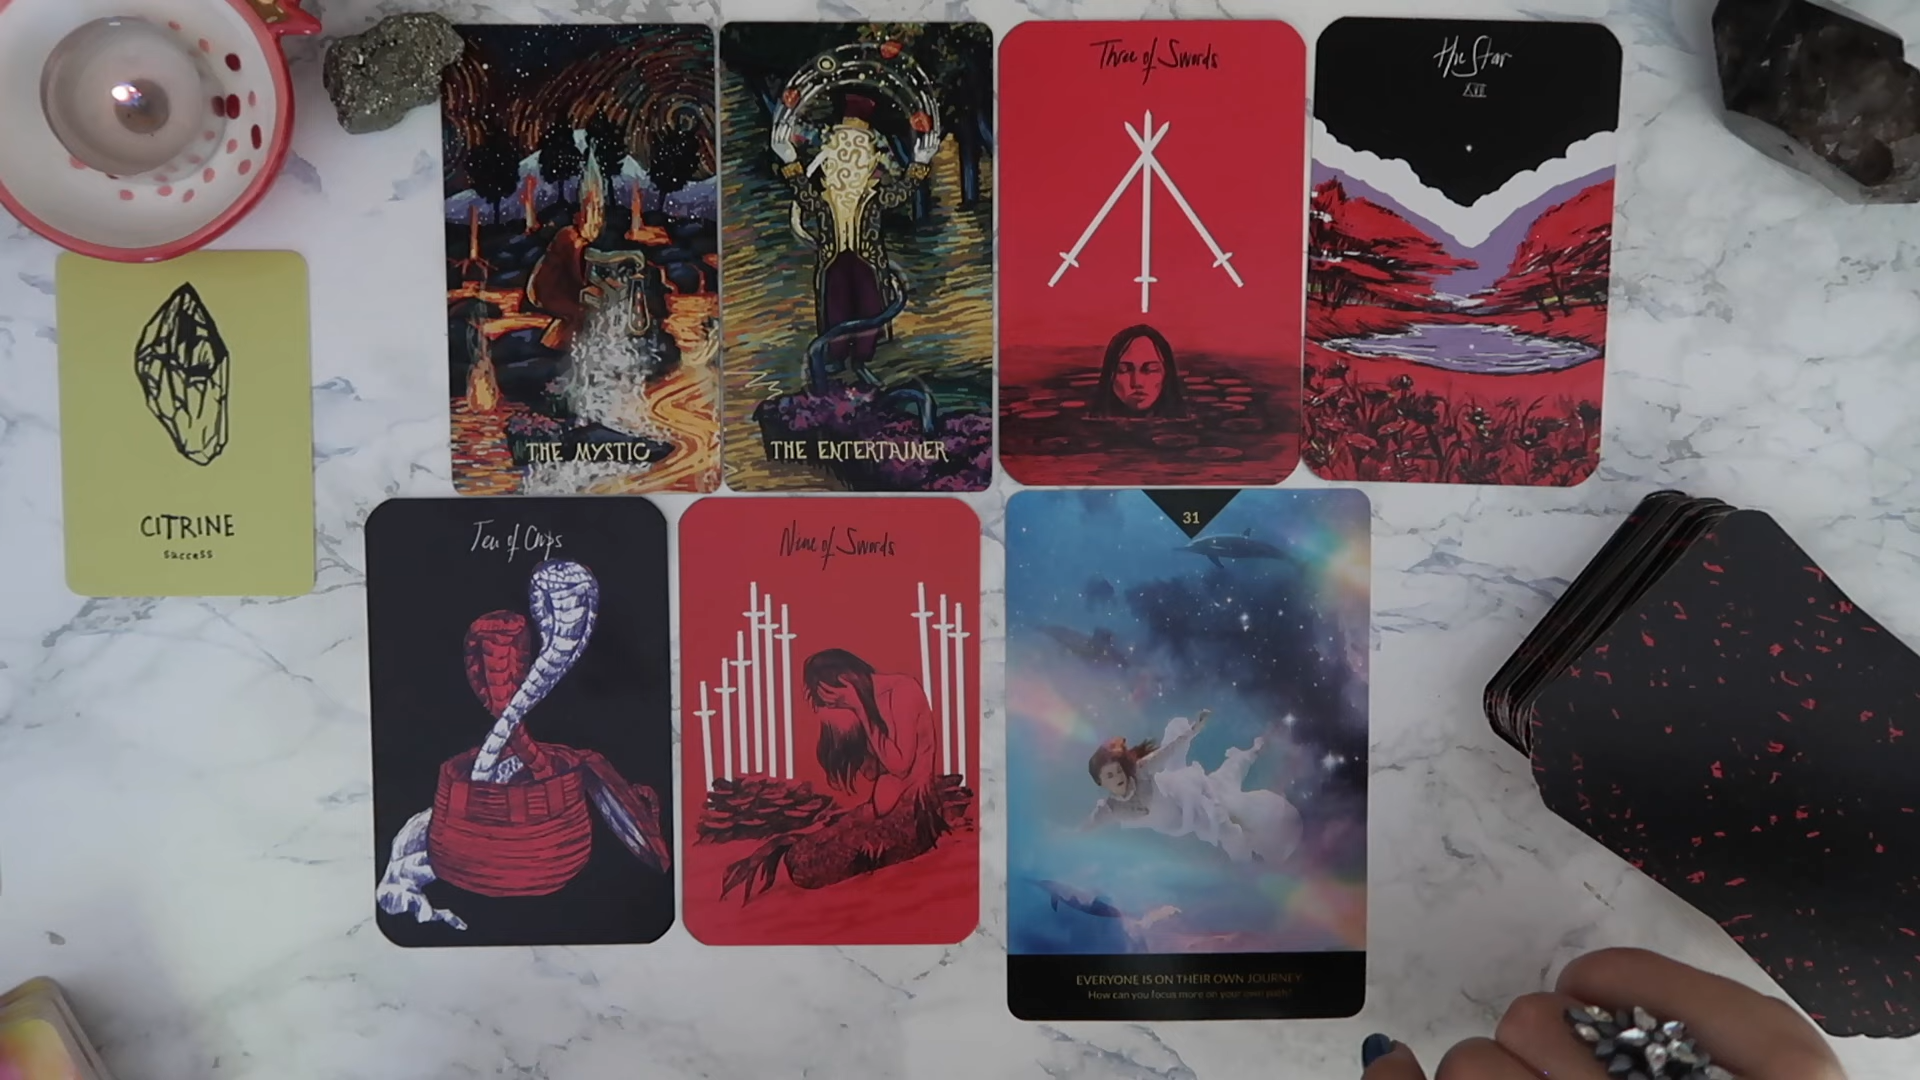 Three of Swords
The Star
XVII
THE MYSTIC
THE ENTERTAINER
CITRINE
success
Ten of Cups
Nine of Swords
31
EVERYONE IS ON THEIR OWN JOURNEY
How can you focus more on your own path?